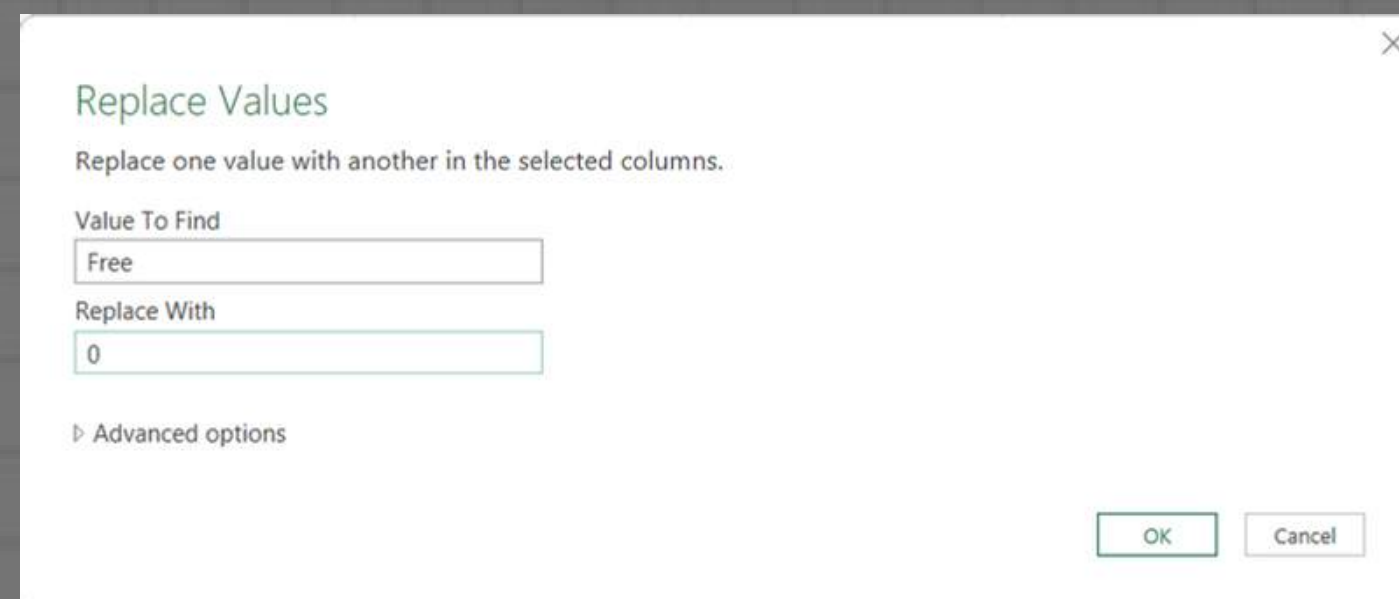 Replace Values
Replace one value with another in the selected columns.
Value To Find
Free
Replace With
0
Advanced options
OK
Cancel